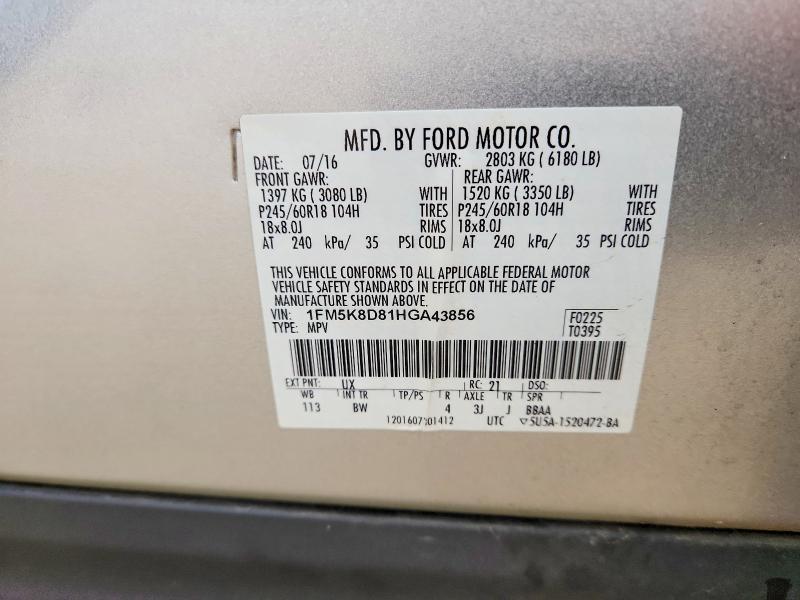 MFD. BY FORD MOTOR CO.
DATE: 07/16 GVWR: 2803 KG ( 6180 LB)
FRONT GAWR: REAR GAWR:
1397 KG ( 3080 LB) WITH 1520 KG ( 3350 LB) WITH
P245/60R18 104H TIRES P245/60R18 104H TIRES
18x8.0J RIMS 18x8.0J RIMS
AT 240 kPa/ 35 PSI COLD AT 240 kPa/ 35 PSI COLD
THIS VEHICLE CONFORMS TO ALL APPLICABLE FEDERAL MOTOR
VEHICLE SAFETY STANDARDS IN EFFECT ON THE DATE OF
MANUFACTURE SHOWN ABOVE.
VIN: 1FM5K8D81HGA43856 F0225
TYPE: MPV T0395
EXT PNT: UX RC: 21 DSO:
WB INT TR TP/PS R AXLE TR SPR
113 BW 4 3J J BBAA
UTC ▽5U5A-1520472-BA